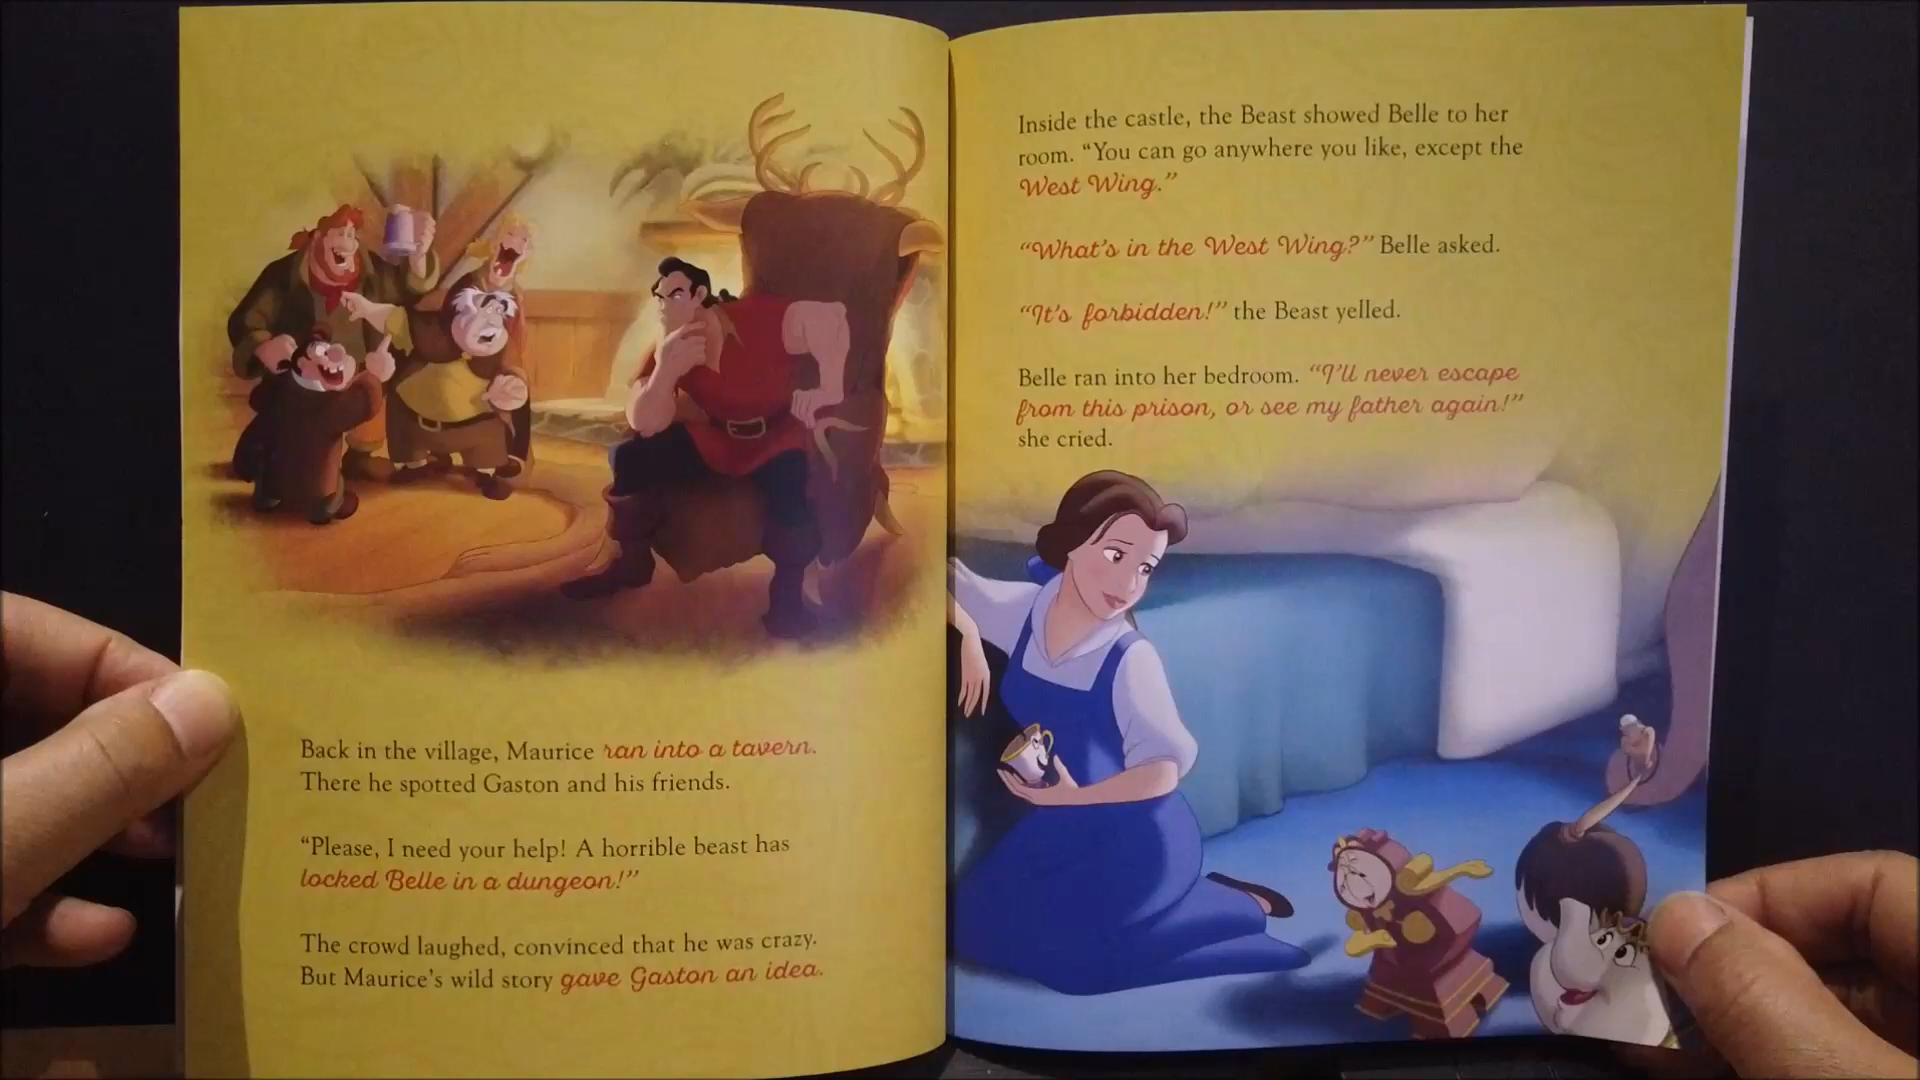 Back in the village, Maurice ran into a tavern.
There he spotted Gaston and his friends.
“Please, I need your help! A horrible beast has
locked Belle in a dungeon!”
The crowd laughed, convinced that he was crazy.
But Maurice’s wild story gave Gaston an idea.
Inside the castle, the Beast showed Belle to her
room. “You can go anywhere you like, except the
West Wing.”
“What’s in the West Wing?” Belle asked.
“It’s forbidden!” the Beast yelled.
Belle ran into her bedroom. “I’ll never escape
from this prison, or see my father again!”
she cried.